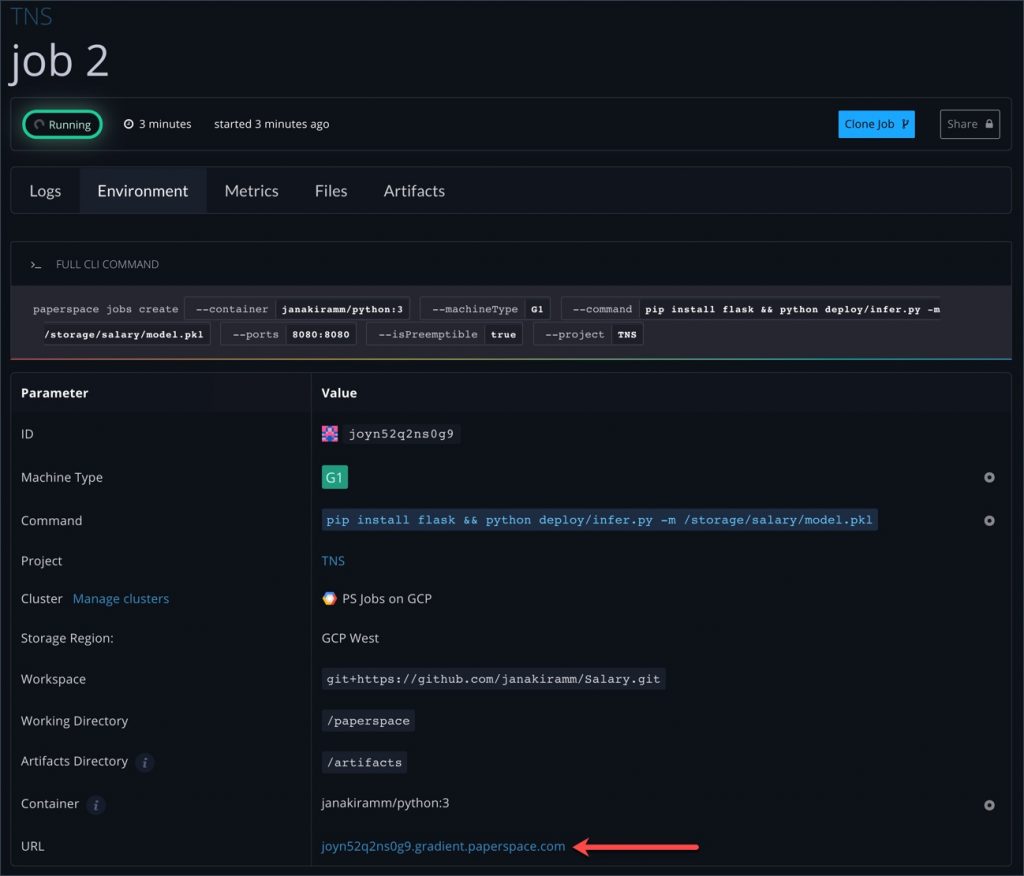 TNS
job 2
Running 3 minutes started 3 minutes ago Clone Job Share
Logs Environment Metrics Files Artifacts
>_ FULL CLI COMMAND
paperspace jobs create --container janakiramm/python:3 --machineType G1 --command pip install flask && python deploy/infer.py -m
/storage/salary/model.pkl --ports 8080:8080 --isPreemptible true --project TNS
Parameter Value
ID joyn52q2ns0g9
Machine Type G1
Command pip install flask && python deploy/infer.py -m /storage/salary/model.pkl
Project TNS
Cluster Manage clusters PS Jobs on GCP
Storage Region: GCP West
Workspace git+https://github.com/janakiramm/Salary.git
Working Directory /paperspace
Artifacts Directory i /artifacts
Container i janakiramm/python:3
URL joyn52q2ns0g9.gradient.paperspace.com